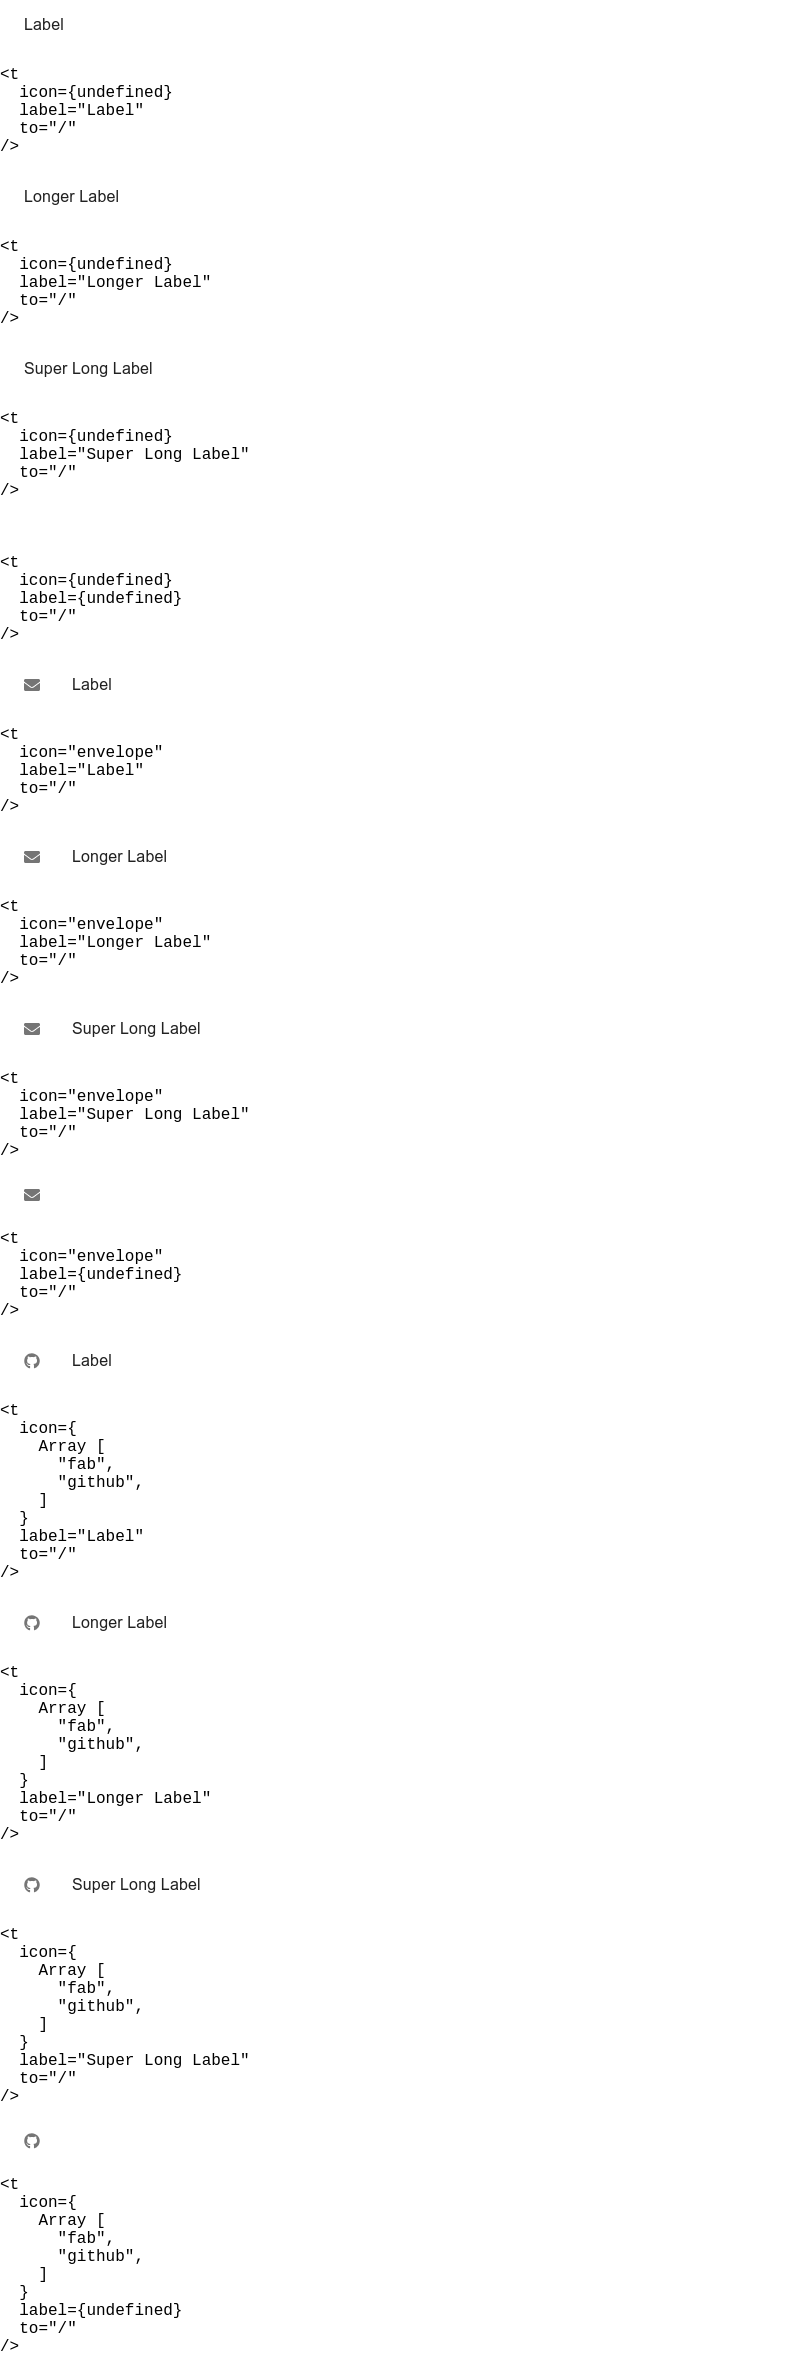 Label
<t
  icon={undefined}
  label="Label"
  to="/"
/>
Longer Label
<t
  icon={undefined}
  label="Longer Label"
  to="/"
/>
Super Long Label
<t
  icon={undefined}
  label="Super Long Label"
  to="/"
/>
<t
  icon={undefined}
  label={undefined}
  to="/"
/>
Label
<t
  icon="envelope"
  label="Label"
  to="/"
/>
Longer Label
<t
  icon="envelope"
  label="Longer Label"
  to="/"
/>
Super Long Label
<t
  icon="envelope"
  label="Super Long Label"
  to="/"
/>
<t
  icon="envelope"
  label={undefined}
  to="/"
/>
Label
<t
  icon={
    Array [
      "fab",
      "github",
    ]
  }
  label="Label"
  to="/"
/>
Longer Label
<t
  icon={
    Array [
      "fab",
      "github",
    ]
  }
  label="Longer Label"
  to="/"
/>
Super Long Label
<t
  icon={
    Array [
      "fab",
      "github",
    ]
  }
  label="Super Long Label"
  to="/"
/>
<t
  icon={
    Array [
      "fab",
      "github",
    ]
  }
  label={undefined}
  to="/"
/>